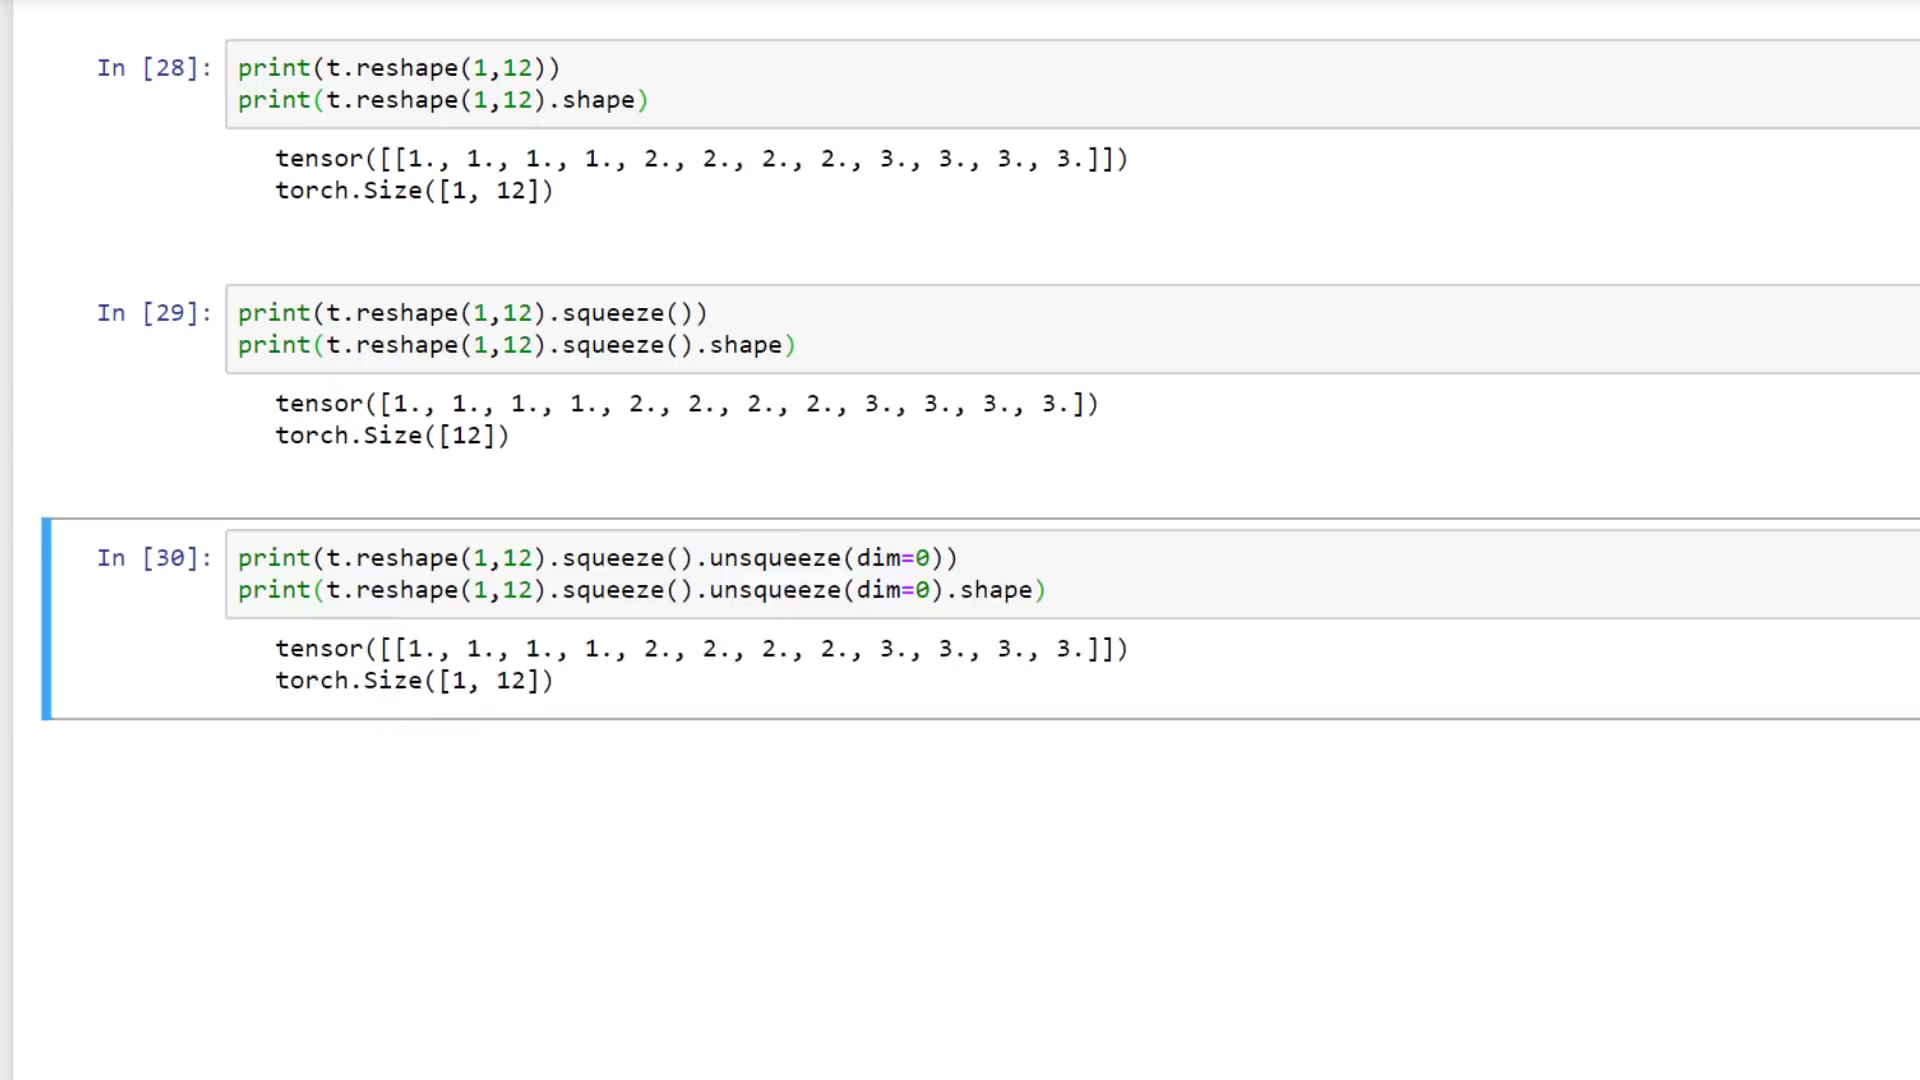 In [28]: print(t.reshape(1,12))
print(t.reshape(1,12).shape)
tensor([[1., 1., 1., 1., 2., 2., 2., 2., 3., 3., 3., 3.]])
torch.Size([1, 12])
In [29]: print(t.reshape(1,12).squeeze())
print(t.reshape(1,12).squeeze().shape)
tensor([1., 1., 1., 1., 2., 2., 2., 2., 3., 3., 3., 3.])
torch.Size([12])
In [30]: print(t.reshape(1,12).squeeze().unsqueeze(dim=0))
print(t.reshape(1,12).squeeze().unsqueeze(dim=0).shape)
tensor([[1., 1., 1., 1., 2., 2., 2., 2., 3., 3., 3., 3.]])
torch.Size([1, 12])